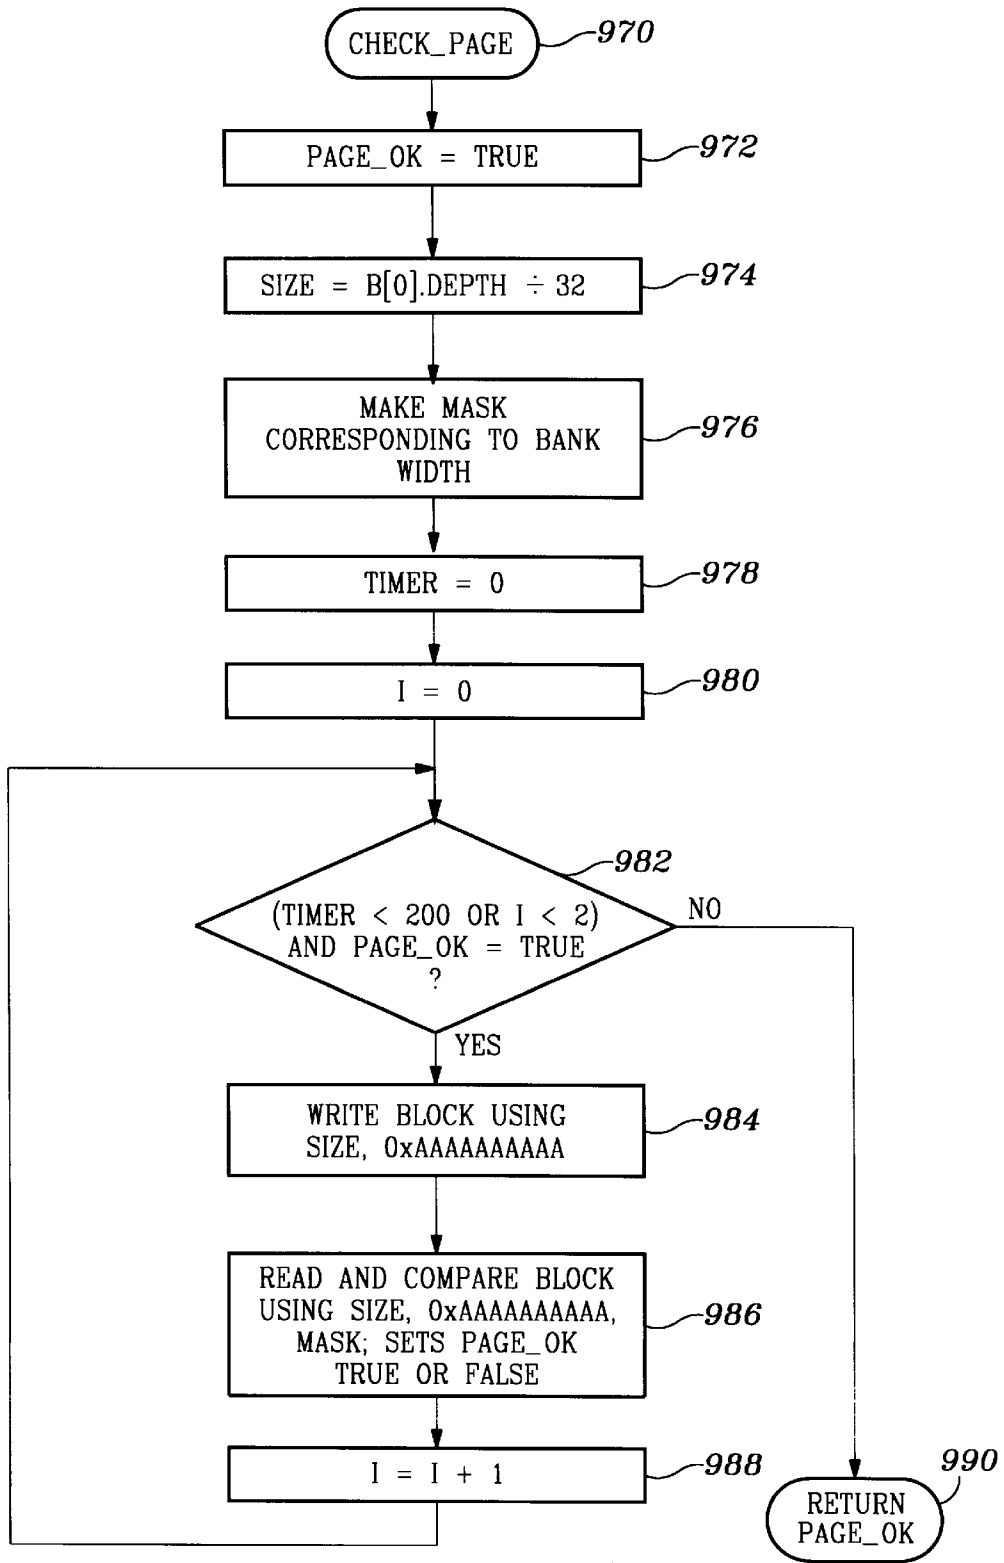 CHECK_PAGE
970
PAGE_OK = TRUE
972
SIZE = B[0].DEPTH ÷ 32
974
MAKE MASK
CORRESPONDING TO BANK
WIDTH
976
TIMER = 0
978
I = 0
980
982
(TIMER < 200 OR I < 2)
AND PAGE_OK = TRUE
?
NO
YES
WRITE BLOCK USING
SIZE, 0xAAAAAAAAAA
984
READ AND COMPARE BLOCK
USING SIZE, 0xAAAAAAAAAA,
MASK; SETS PAGE_OK
TRUE OR FALSE
986
I = I + 1
988
990
RETURN
PAGE_OK